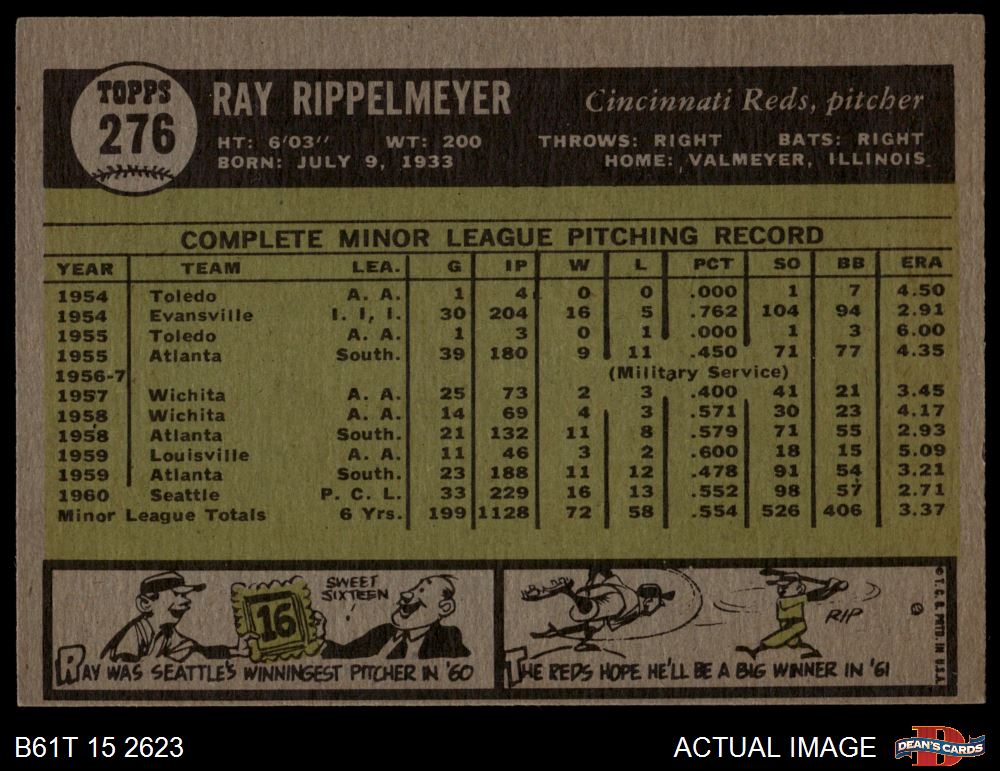 TOPPS
276
RAY RIPPELMEYER Cincinnati Reds, pitcher
HT: 6'03" WT: 200 THROWS: RIGHT BATS: RIGHT
BORN: JULY 9, 1933 HOME: VALMEYER, ILLINOIS
COMPLETE MINOR LEAGUE PITCHING RECORD
YEAR TEAM LEA. G IP W L PCT SO BB ERA
1954 Toledo A. A. 1 4 0 0 .000 1 7 4.50
1954 Evansville I. I. I. 30 204 16 5 .762 104 94 2.91
1955 Toledo A. A. 1 3 0 1 .000 1 3 6.00
1955 Atlanta South. 39 180 9 11 .450 71 77 4.35
1956-7 (Military Service)
1957 Wichita A. A. 25 73 2 3 .400 41 21 3.45
1958 Wichita A. A. 14 69 4 3 .571 30 23 4.17
1958 Atlanta South. 21 132 11 8 .579 71 55 2.93
1959 Louisville A. A. 11 46 3 2 .600 18 15 5.09
1959 Atlanta South. 23 188 11 12 .478 91 54 3.21
1960 Seattle P. C. L. 33 229 16 13 .552 98 57 2.71
Minor League Totals 6 Yrs. 199 1128 72 58 .554 526 406 3.37
16
SWEET
SIXTEEN
!
RAY WAS SEATTLE'S WINNINGEST PITCHER IN '60
RIP
THE REDS HOPE HE'LL BE A BIG WINNER IN '61
© T. C. G. PRTD. IN U.S.A.
B61T 15 2623
ACTUAL IMAGE
D
DEAN'S CARDS